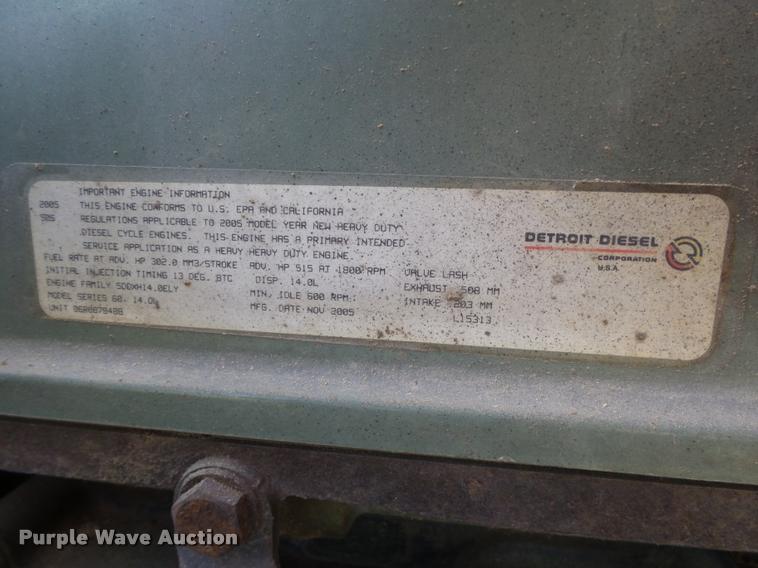 IMPORTANT ENGINE INFORMATION
2005 THIS ENGINE CONFORMS TO U.S. EPA AND CALIFORNIA
505 REGULATIONS APPLICABLE TO 2005 MODEL YEAR NEW HEAVY DUTY
DIESEL CYCLE ENGINES. THIS ENGINE HAS A PRIMARY INTENDED
SERVICE APPLICATION AS A HEAVY HEAVY DUTY ENGINE
FUEL RATE AT ADV. HP 302.0 MM3/STROKE ADV. HP 515 AT 1800 RPM VALVE LASH
INITIAL INJECTION TIMING 13 DEG. BTC DISP. 14.0L EXHAUST .508 MM
ENGINE FAMILY 5DDXH14.0ELY MIN. IDLE 600 RPM INTAKE .203 MM
MODEL SERIES 60. 14.0L MFG. DATE NOV 2005 L15313
UNIT
DETROIT DIESEL
CORPORATION
U.S.A.
Purple Wave Auction